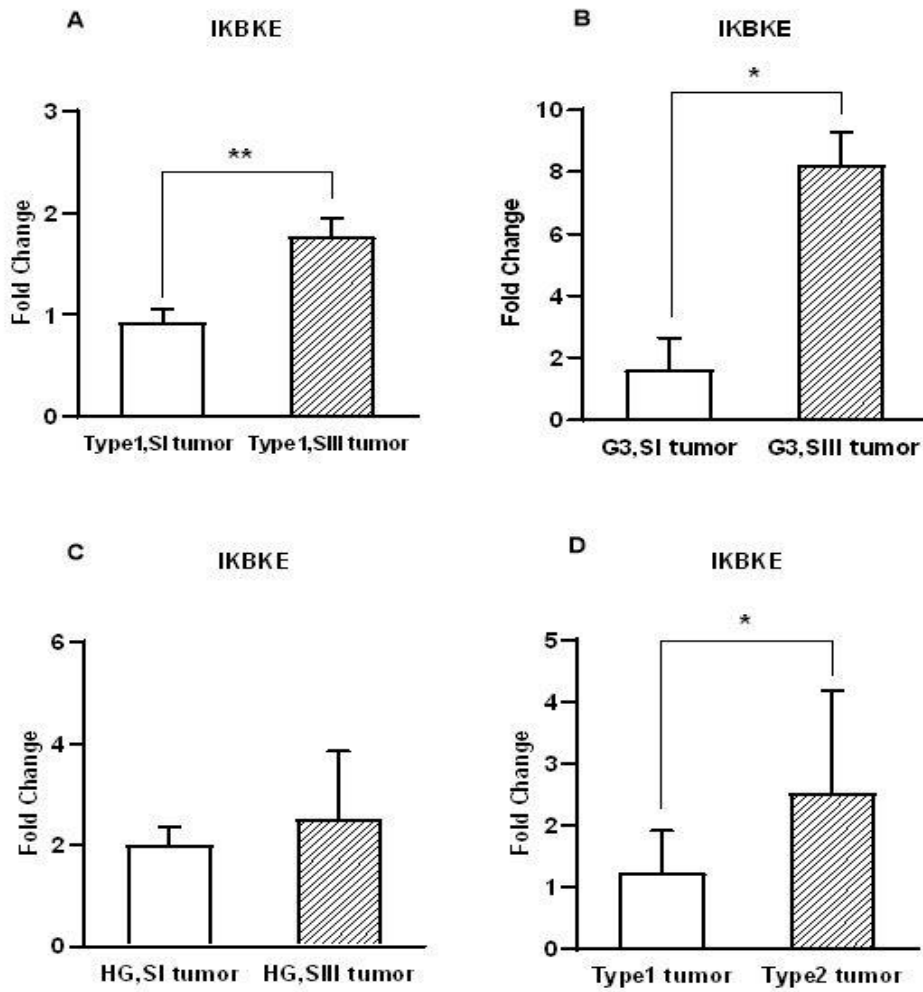 A
IKBKE
**
Fold Change
3
2
1
0
Type1,SI tumor
Type1,SIII tumor
B
IKBKE
*
Fold Change
10
8
6
4
2
0
G3,SI tumor
G3,SIII tumor
C
IKBKE
Fold Change
6
4
2
0
HG,SI tumor
HG,SIII tumor
D
IKBKE
*
Fold Change
5
4
3
2
1
0
Type1 tumor
Type2 tumor